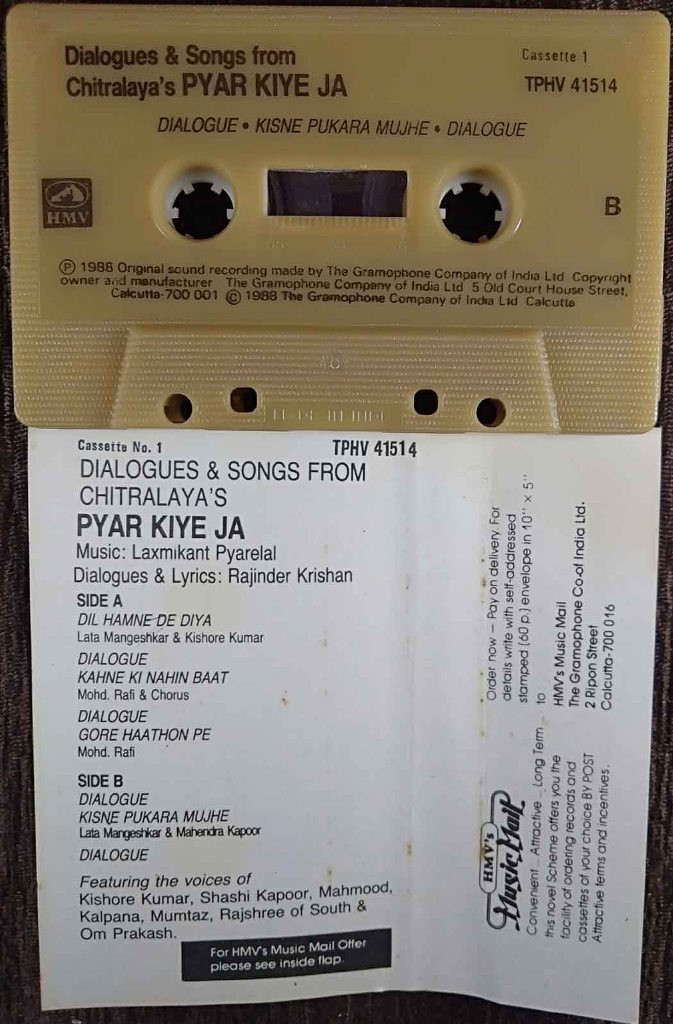 Dialogues & Songs from
Cassette 1
Chitralaya's PYAR KIYE JA
TPHV 41514
DIALOGUE • KISNE PUKARA MUJHE • DIALOGUE
HMV
B
Ⓟ 1988 Original sound recording made by The Gramophone Company of India Ltd Copyright
owner and manufacturer The Gramophone Company of India Ltd 5 Old Court House Street,
Calcutta-700 001 © 1988 The Gramophone Company of India Ltd Calcutta
Cassette No. 1
TPHV 41514
DIALOGUES & SONGS FROM
CHITRALAYA'S
PYAR KIYE JA
Music: Laxmikant Pyarelal
Dialogues & Lyrics: Rajinder Krishan
SIDE A
DIL HAMNE DE DIYA
Lata Mangeshkar & Kishore Kumar
DIALOGUE
KAHNE KI NAHIN BAAT
Mohd. Rafi & Chorus
DIALOGUE
GORE HAATHON PE
Mohd. Rafi
SIDE B
DIALOGUE
KISNE PUKARA MUJHE
Lata Mangeshkar & Mahendra Kapoor
DIALOGUE
Featuring the voices of
Kishore Kumar, Shashi Kapoor, Mahmood,
Kalpana, Mumtaz, Rajshree of South &
Om Prakash.
For HMV's Music Mail Offer
please see inside flap.
HMV's
Music Mail
Convenient – Attractive – Long Term –
this novel Scheme offers you the
facility of ordering records and
cassettes of your choice BY POST
Attractive terms and incentives.
Order now – Pay on delivery. For
details write with self-addressed
stamped (60 p.) envelope in 10" x 5"
to
HMV's Music Mail
The Gramophone Co of India Ltd.
2 Ripon Street
Calcutta-700 016